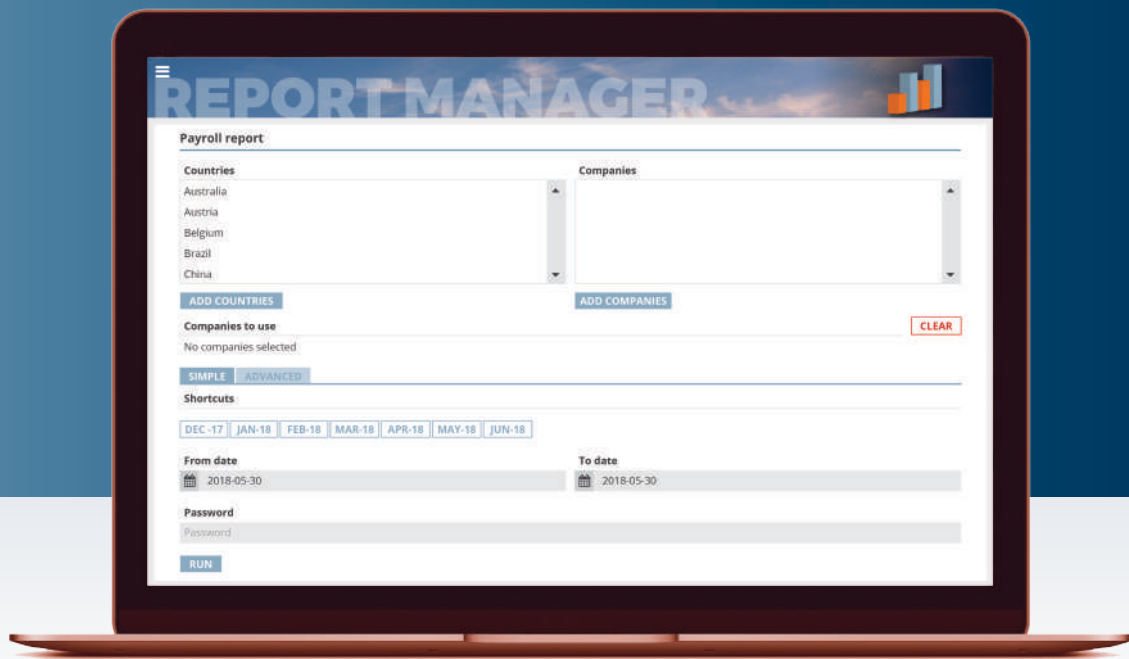 REPORT MANAGER
Payroll report
Countries
Companies
Australia
Austria
Belgium
Brazil
China
ADD COUNTRIES
ADD COMPANIES
Companies to use
CLEAR
No companies selected
SIMPLE ADVANCED
Shortcuts
DEC -17 JAN-18 FEB-18 MAR-18 APR-18 MAY-18 JUN-18
From date
To date
2018-05-30
2018-05-30
Password
Password
RUN